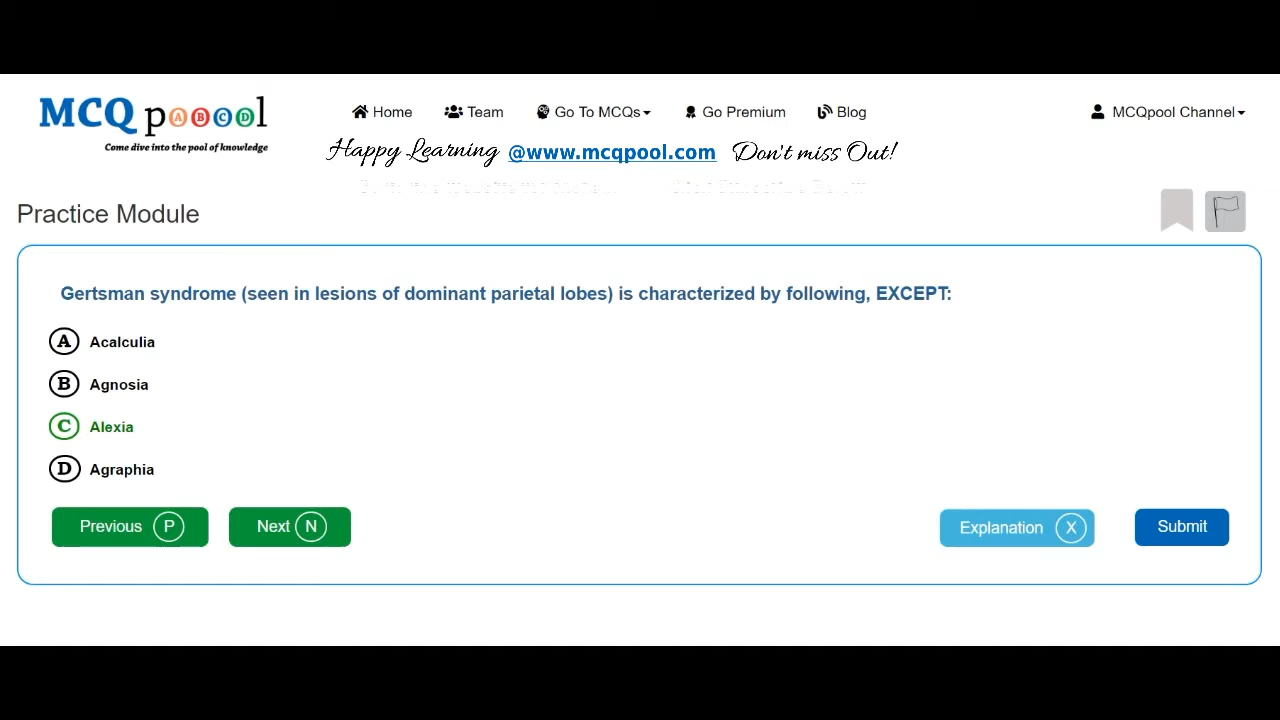 MCQ pooool
Come dive into the pool of knowledge
Home Team Go To MCQs Go Premium Blog MCQpool Channel
Happy Learning @www.mcqpool.com Don't miss Out!
Practice Module
Gertsman syndrome (seen in lesions of dominant parietal lobes) is characterized by following, EXCEPT:
A Acalculia
B Agnosia
C Alexia
D Agraphia
Previous P Next N Explanation X Submit